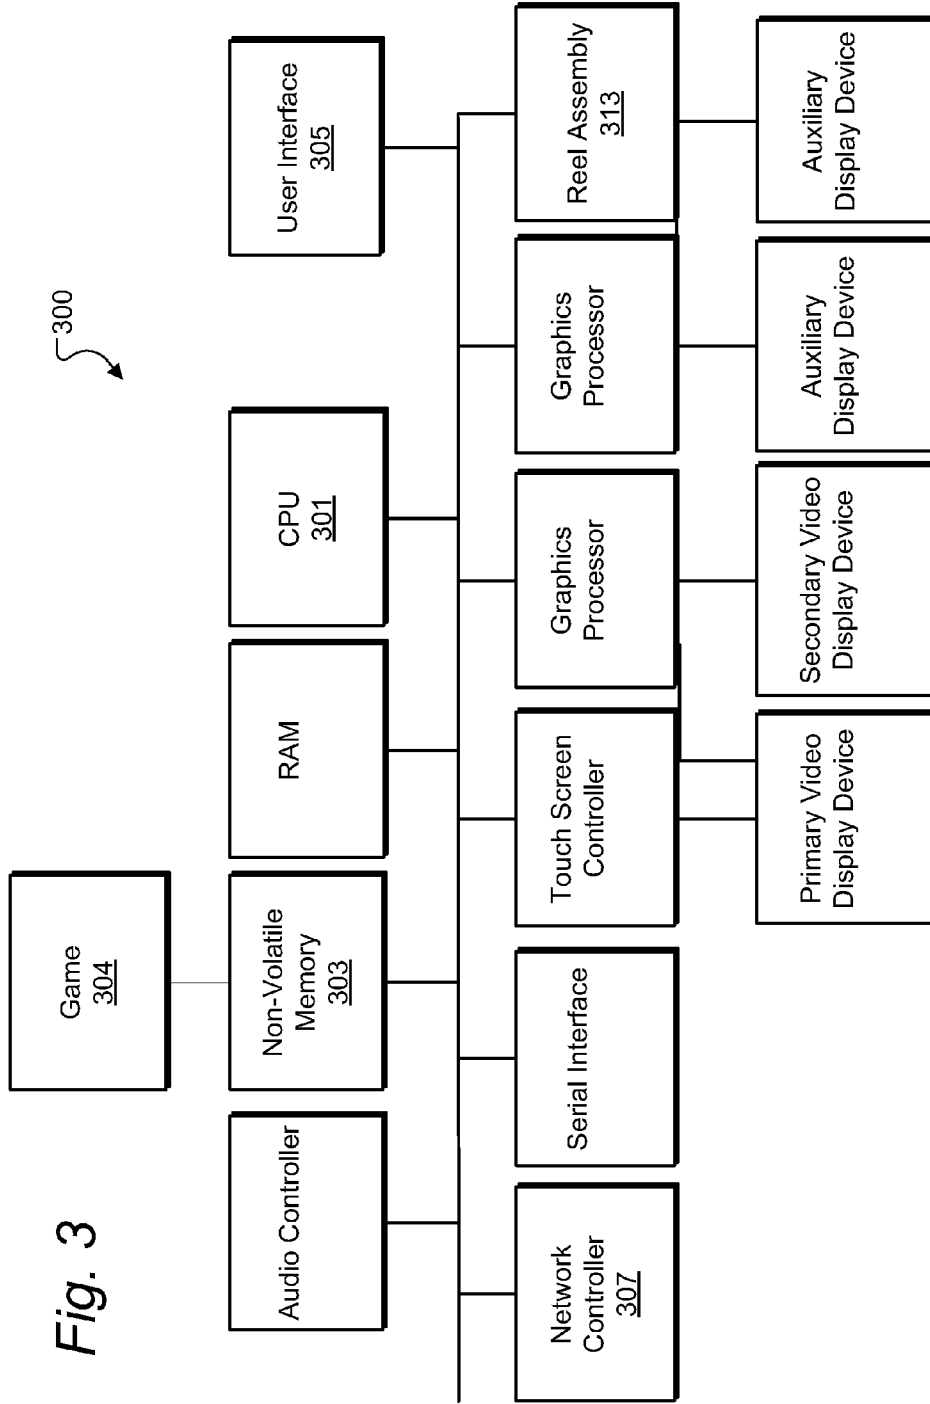 Fig. 3
300
Game
304
Audio Controller
Non-Volatile
Memory
303
RAM
CPU
301
User Interface
305
Network
Controller
307
Serial Interface
Touch Screen
Controller
Graphics
Processor
Graphics
Processor
Reel Assembly
313
Primary Video
Display Device
Secondary Video
Display Device
Auxiliary
Display Device
Auxiliary
Display Device